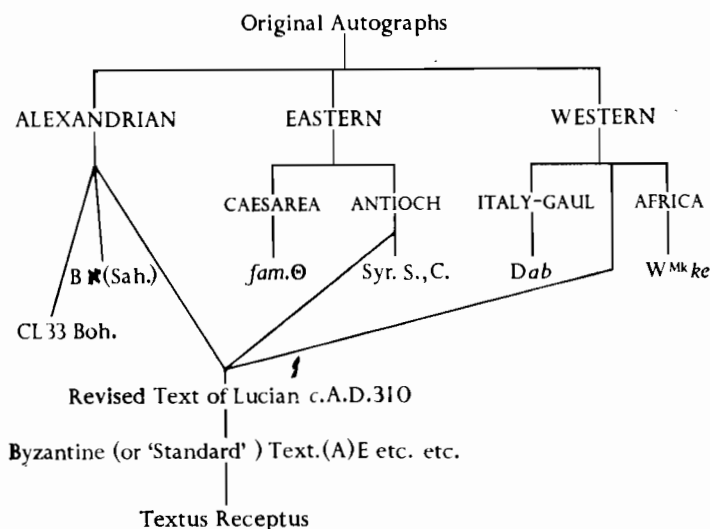 Original Autographs
ALEXANDRIAN EASTERN WESTERN
CAESAREA ANTIOCH ITALY-GAUL AFRICA
B א (Sah.) fam.Θ Syr. S., C. Dab Wᴹᵏ ke
CL 33 Boh.
Revised Text of Lucian c.A.D.310
Byzantine (or 'Standard' ) Text.(A)E etc. etc.
Textus Receptus